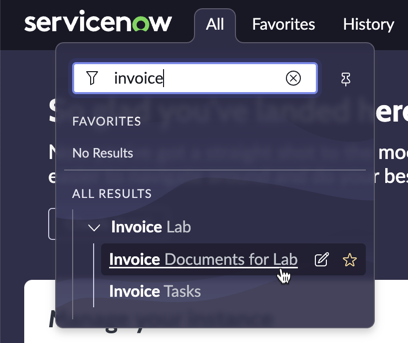 servicenow All Favorites History
invoice
FAVORITES
No Results
ALL RESULTS
Invoice Lab
Invoice Documents for Lab
Invoice Tasks